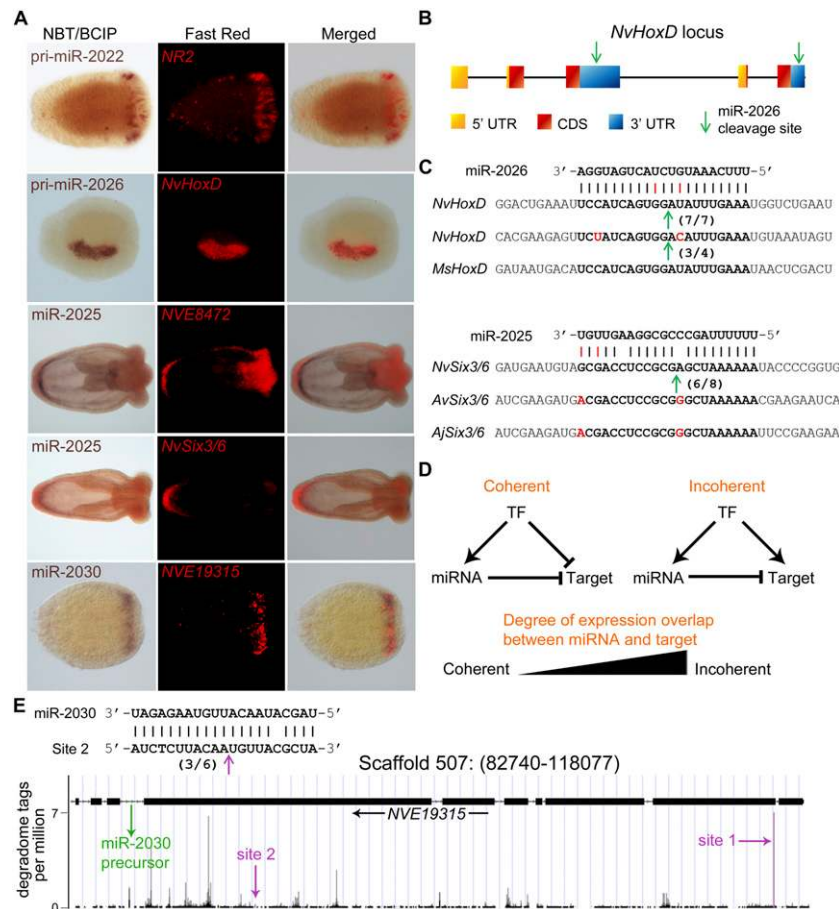 A
NBT/BCIP Fast Red Merged
pri-miR-2022 NR2
pri-miR-2026 NvHoxD
miR-2025 NVE8472
miR-2025 NvSix3/6
miR-2030 NVE19315
B
NvHoxD locus
5' UTR CDS 3' UTR miR-2026
cleavage site
C
miR-2026 3'-AGGUAGUCAUCUGUAAACUUU-5'
NvHoxD GGACUGAAAUUCCAUCAGUGGAUAUUUGAAAUGGUCUGAAU
(7/7)
NvHoxD CACGAAGAGUUCUAUCAGUGGACAUUUGAAAUGUAAAUAGU
(3/4)
MsHoxD GAUAAUGACAUCCAUCAGUGGAUAUUUGAAAUAACUCGACU
miR-2025 3'-UGUUGAAGGCGCCCGAUUUUUU-5'
NvSix3/6 GAUGAAUGUAGCGACCUCCGCGAGCUAAAAAAUACCCCGGUG
(6/8)
AvSix3/6 AUCGAAGAUGACGACCUCCGCGGGCUAAAAAACGAAGAAUCA
AjSix3/6 AUCGAAGAUGACGACCUCCGCGGGCUAAAAAAUUCCGAAGAA
D
Coherent Incoherent
TF TF
miRNA Target miRNA Target
Degree of expression overlap
between miRNA and target
Coherent Incoherent
E
miR-2030 3'-UAGAGAAUGUUACAAUACGAU-5'
Site 2 5'-AUCUCUUACAAUGUUACGCUA-3'
(3/6)
Scaffold 507: (82740-118077)
degradome tags
per million
7
0
NVE19315
miR-2030
precursor
site 2
site 1